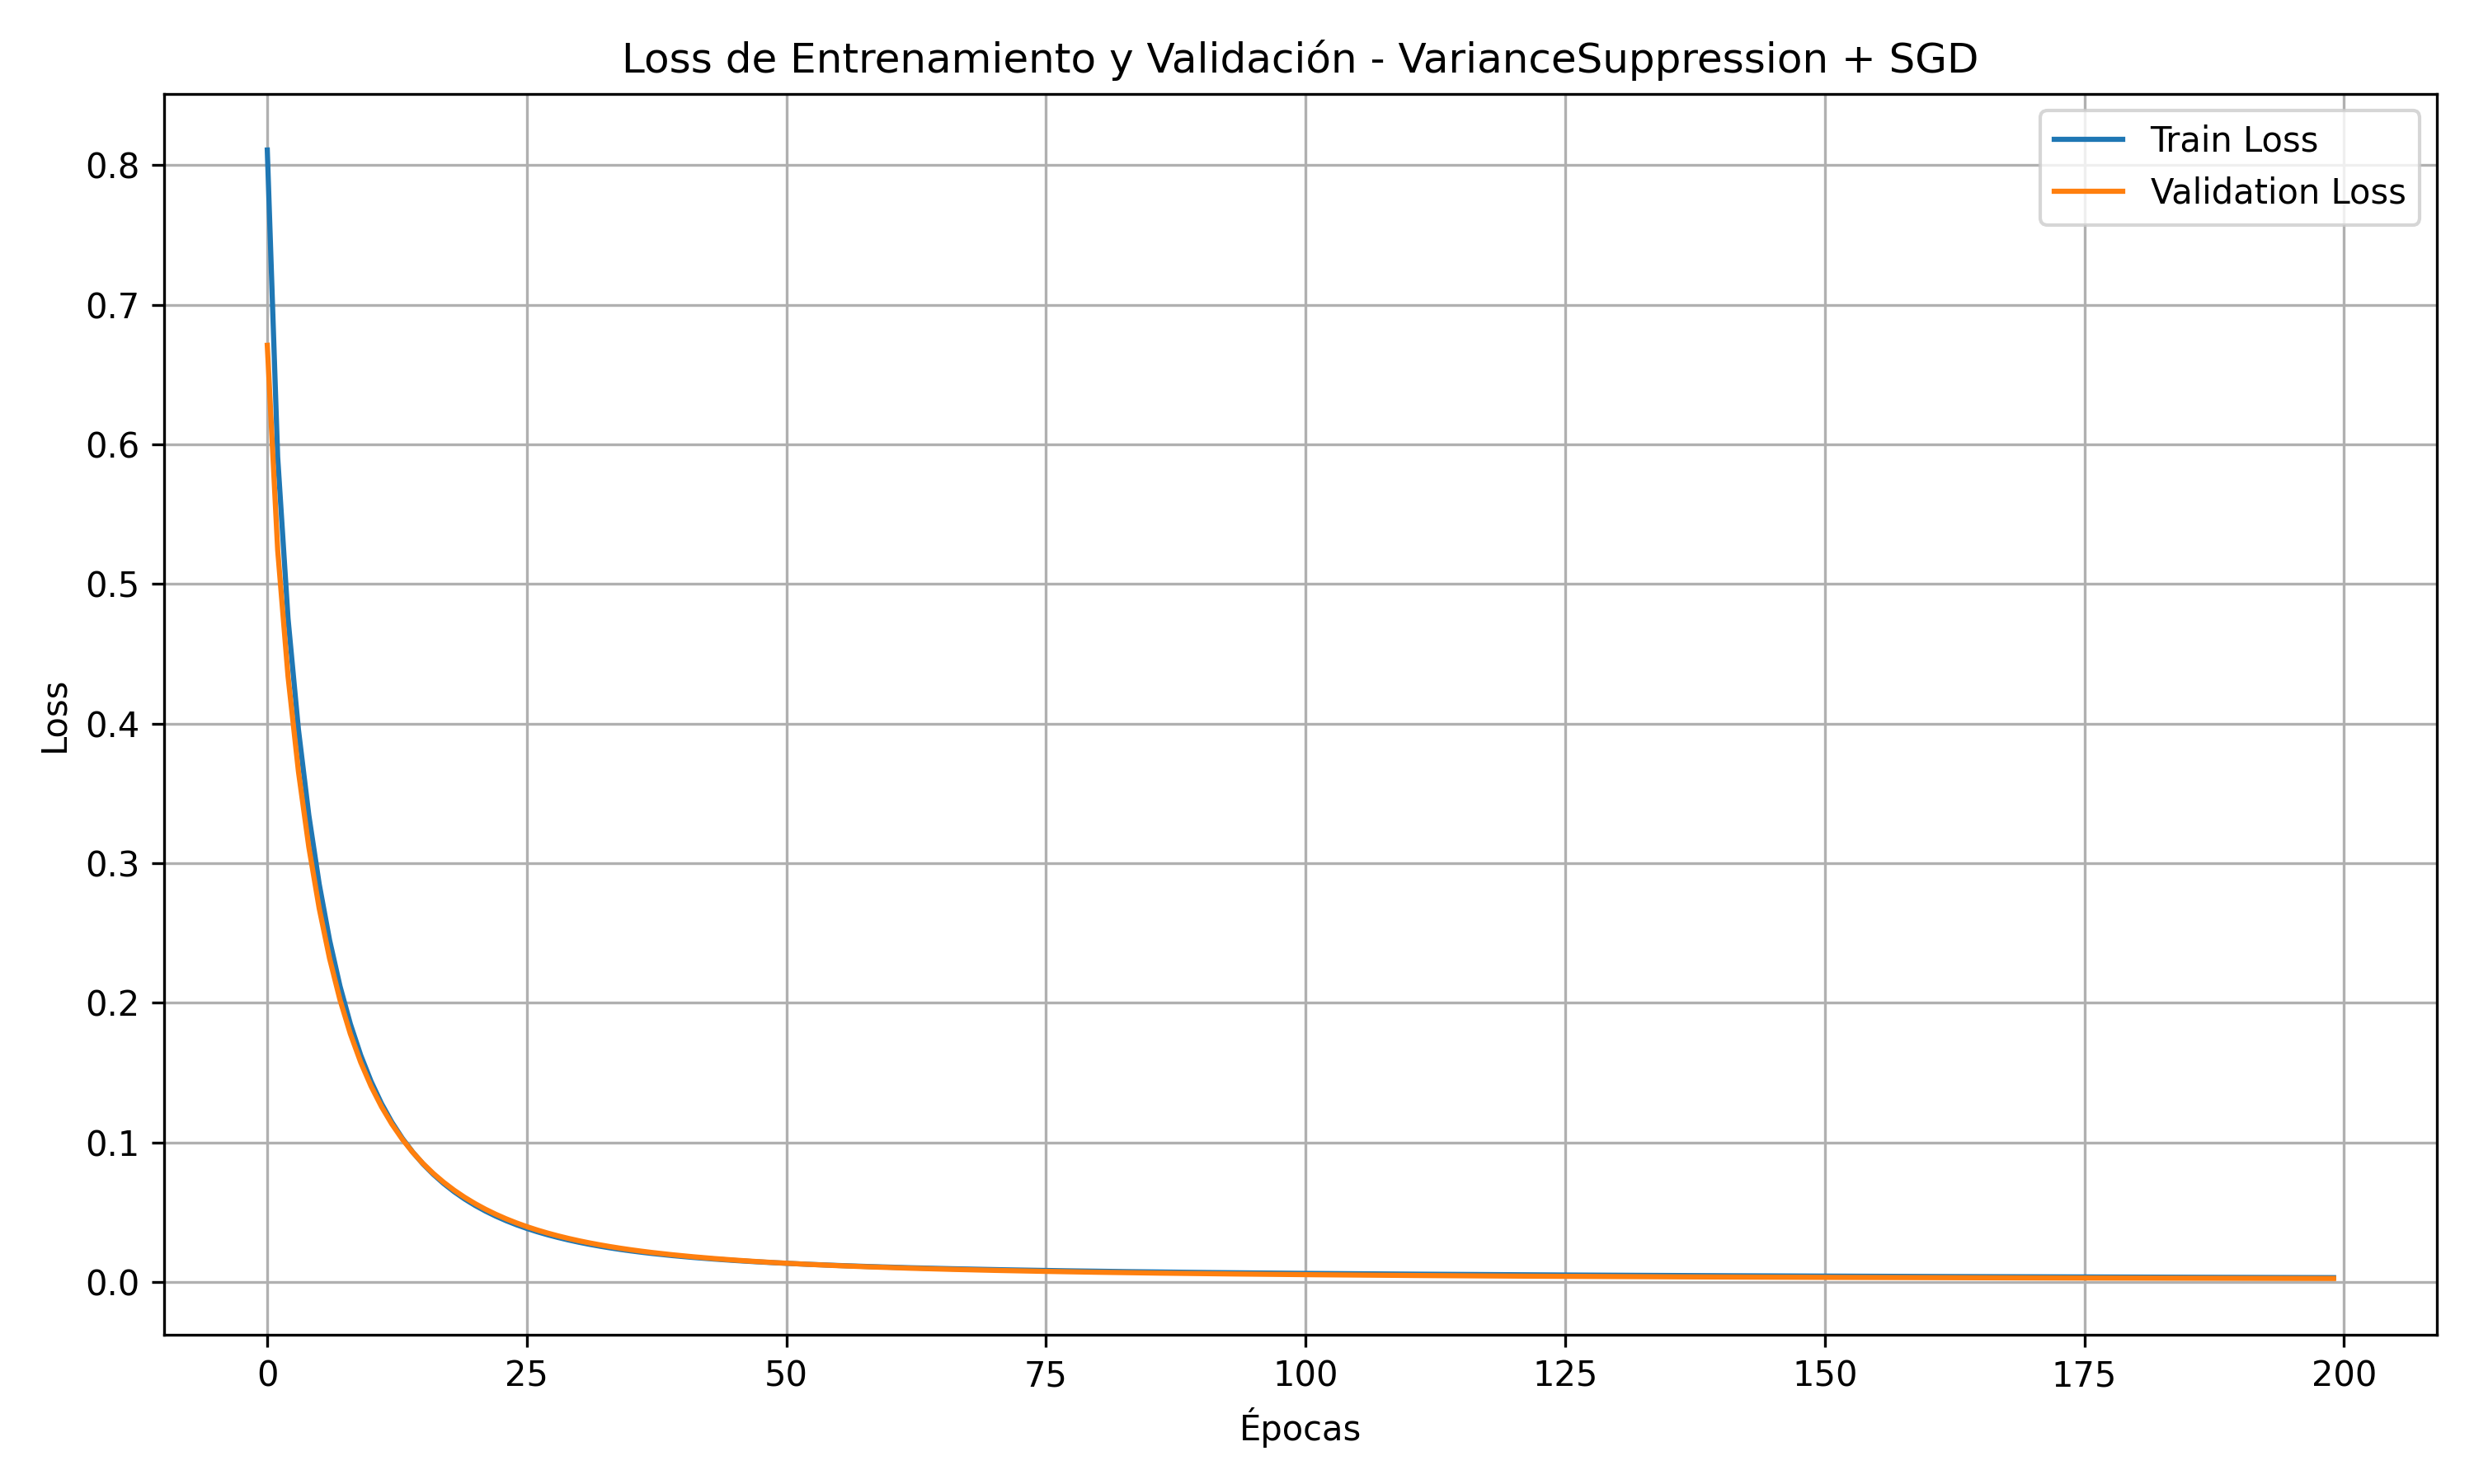 Loss de Entrenamiento y Validación - VarianceSuppression + SGD
Train Loss
Validation Loss
0.8
0.7
0.6
0.5
0.4
0.3
0.2
0.1
0.0
Loss
0 25 50 75 100 125 150 175 200
Épocas